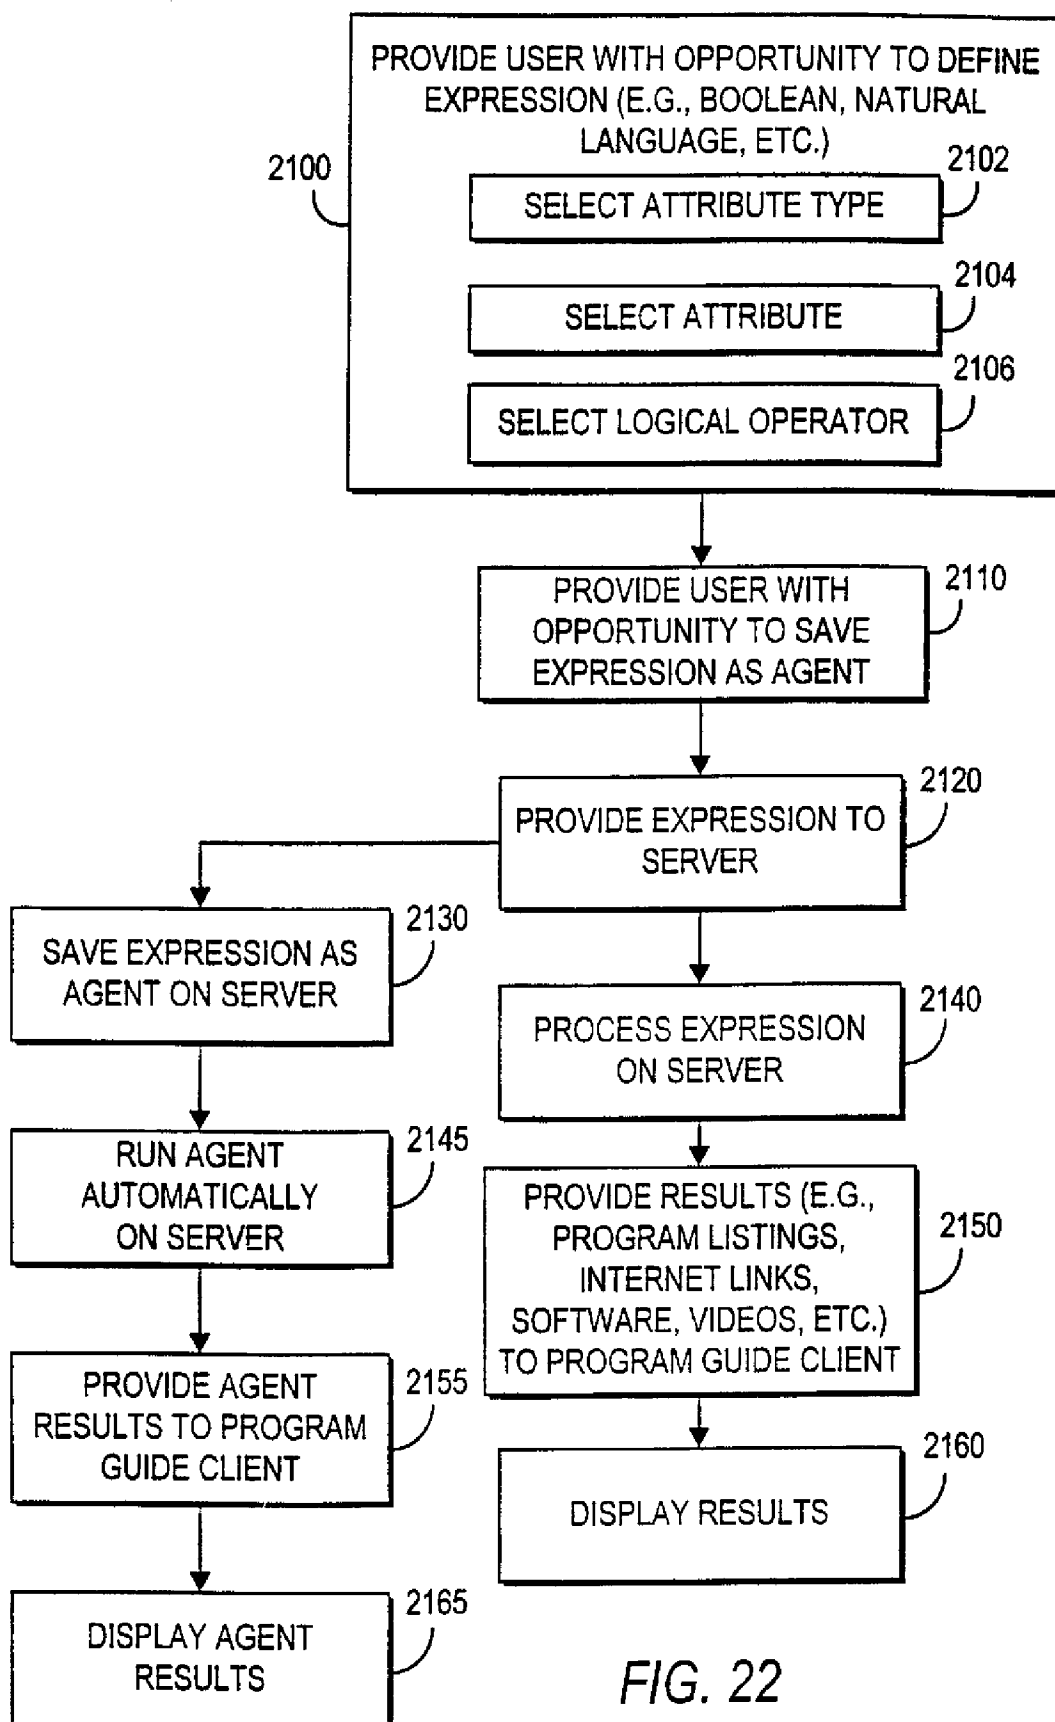 PROVIDE USER WITH OPPORTUNITY TO DEFINE
EXPRESSION (E.G., BOOLEAN, NATURAL
LANGUAGE, ETC.)
2100
2102
SELECT ATTRIBUTE TYPE
2104
SELECT ATTRIBUTE
2106
SELECT LOGICAL OPERATOR
2110
PROVIDE USER WITH
OPPORTUNITY TO SAVE
EXPRESSION AS AGENT
2120
PROVIDE EXPRESSION TO
SERVER
2130
SAVE EXPRESSION AS
AGENT ON SERVER
2140
PROCESS EXPRESSION
ON SERVER
2145
RUN AGENT
AUTOMATICALLY
ON SERVER
2150
PROVIDE RESULTS (E.G.,
PROGRAM LISTINGS,
INTERNET LINKS,
SOFTWARE, VIDEOS, ETC.)
TO PROGRAM GUIDE CLIENT
2155
PROVIDE AGENT
RESULTS TO PROGRAM
GUIDE CLIENT
2160
DISPLAY RESULTS
2165
DISPLAY AGENT
RESULTS
FIG. 22